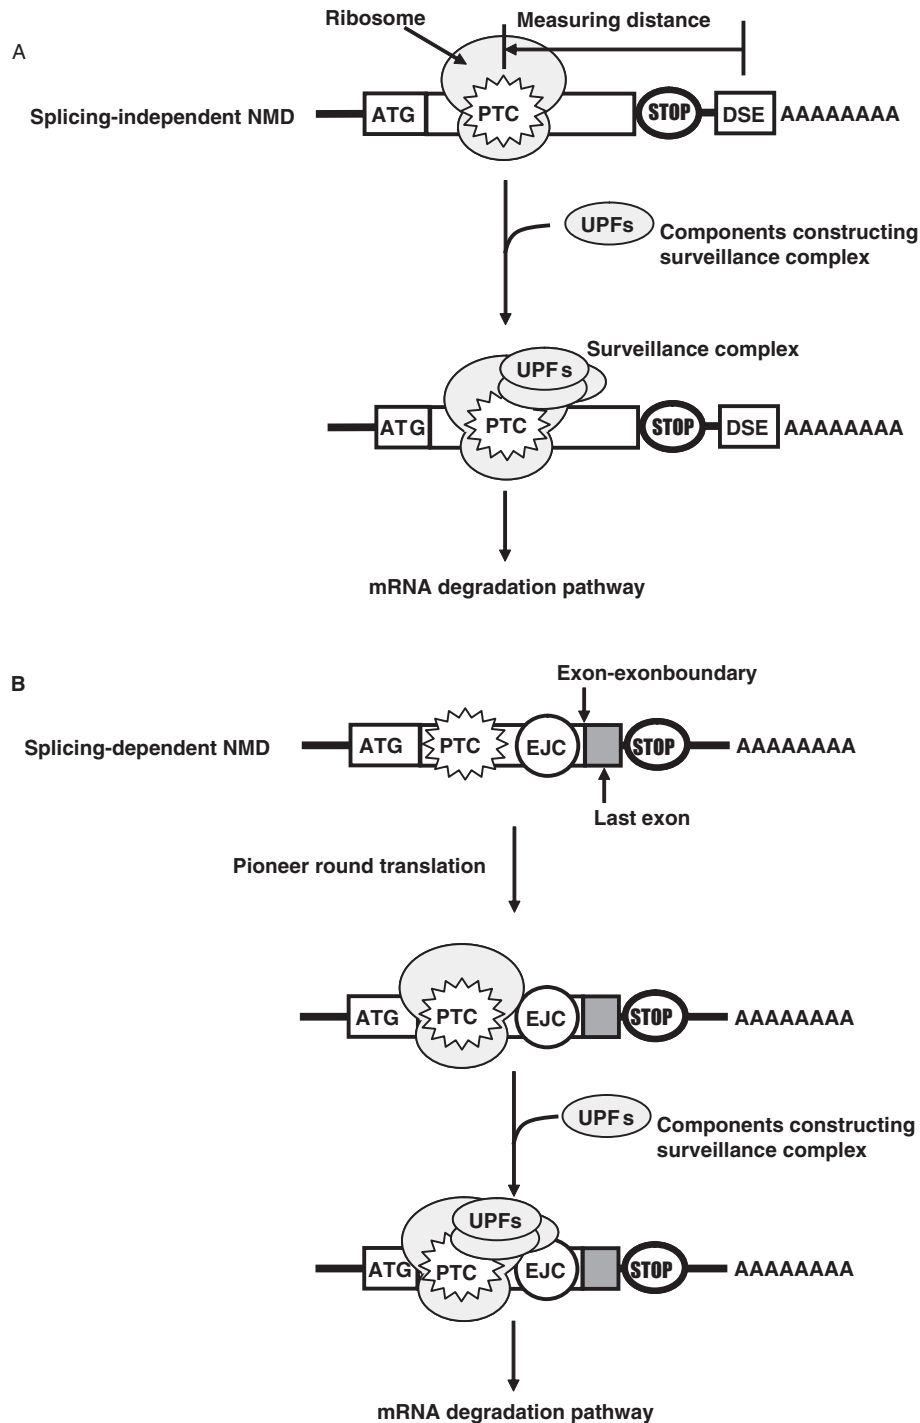 Ribosome
Measuring distance
A
Splicing-independent NMD
ATG PTC STOP DSE AAAAAAAA
UPFs
Components constructing
surveillance complex
Surveillance complex
UPFs
ATG PTC STOP DSE AAAAAAAA
mRNA degradation pathway
B
Exon-exonboundary
Splicing-dependent NMD
ATG PTC EJC STOP AAAAAAAA
Last exon
Pioneer round translation
ATG PTC EJC STOP AAAAAAAA
UPFs
Components constructing
surveillance complex
UPFs
ATG PTC EJC STOP AAAAAAAA
mRNA degradation pathway